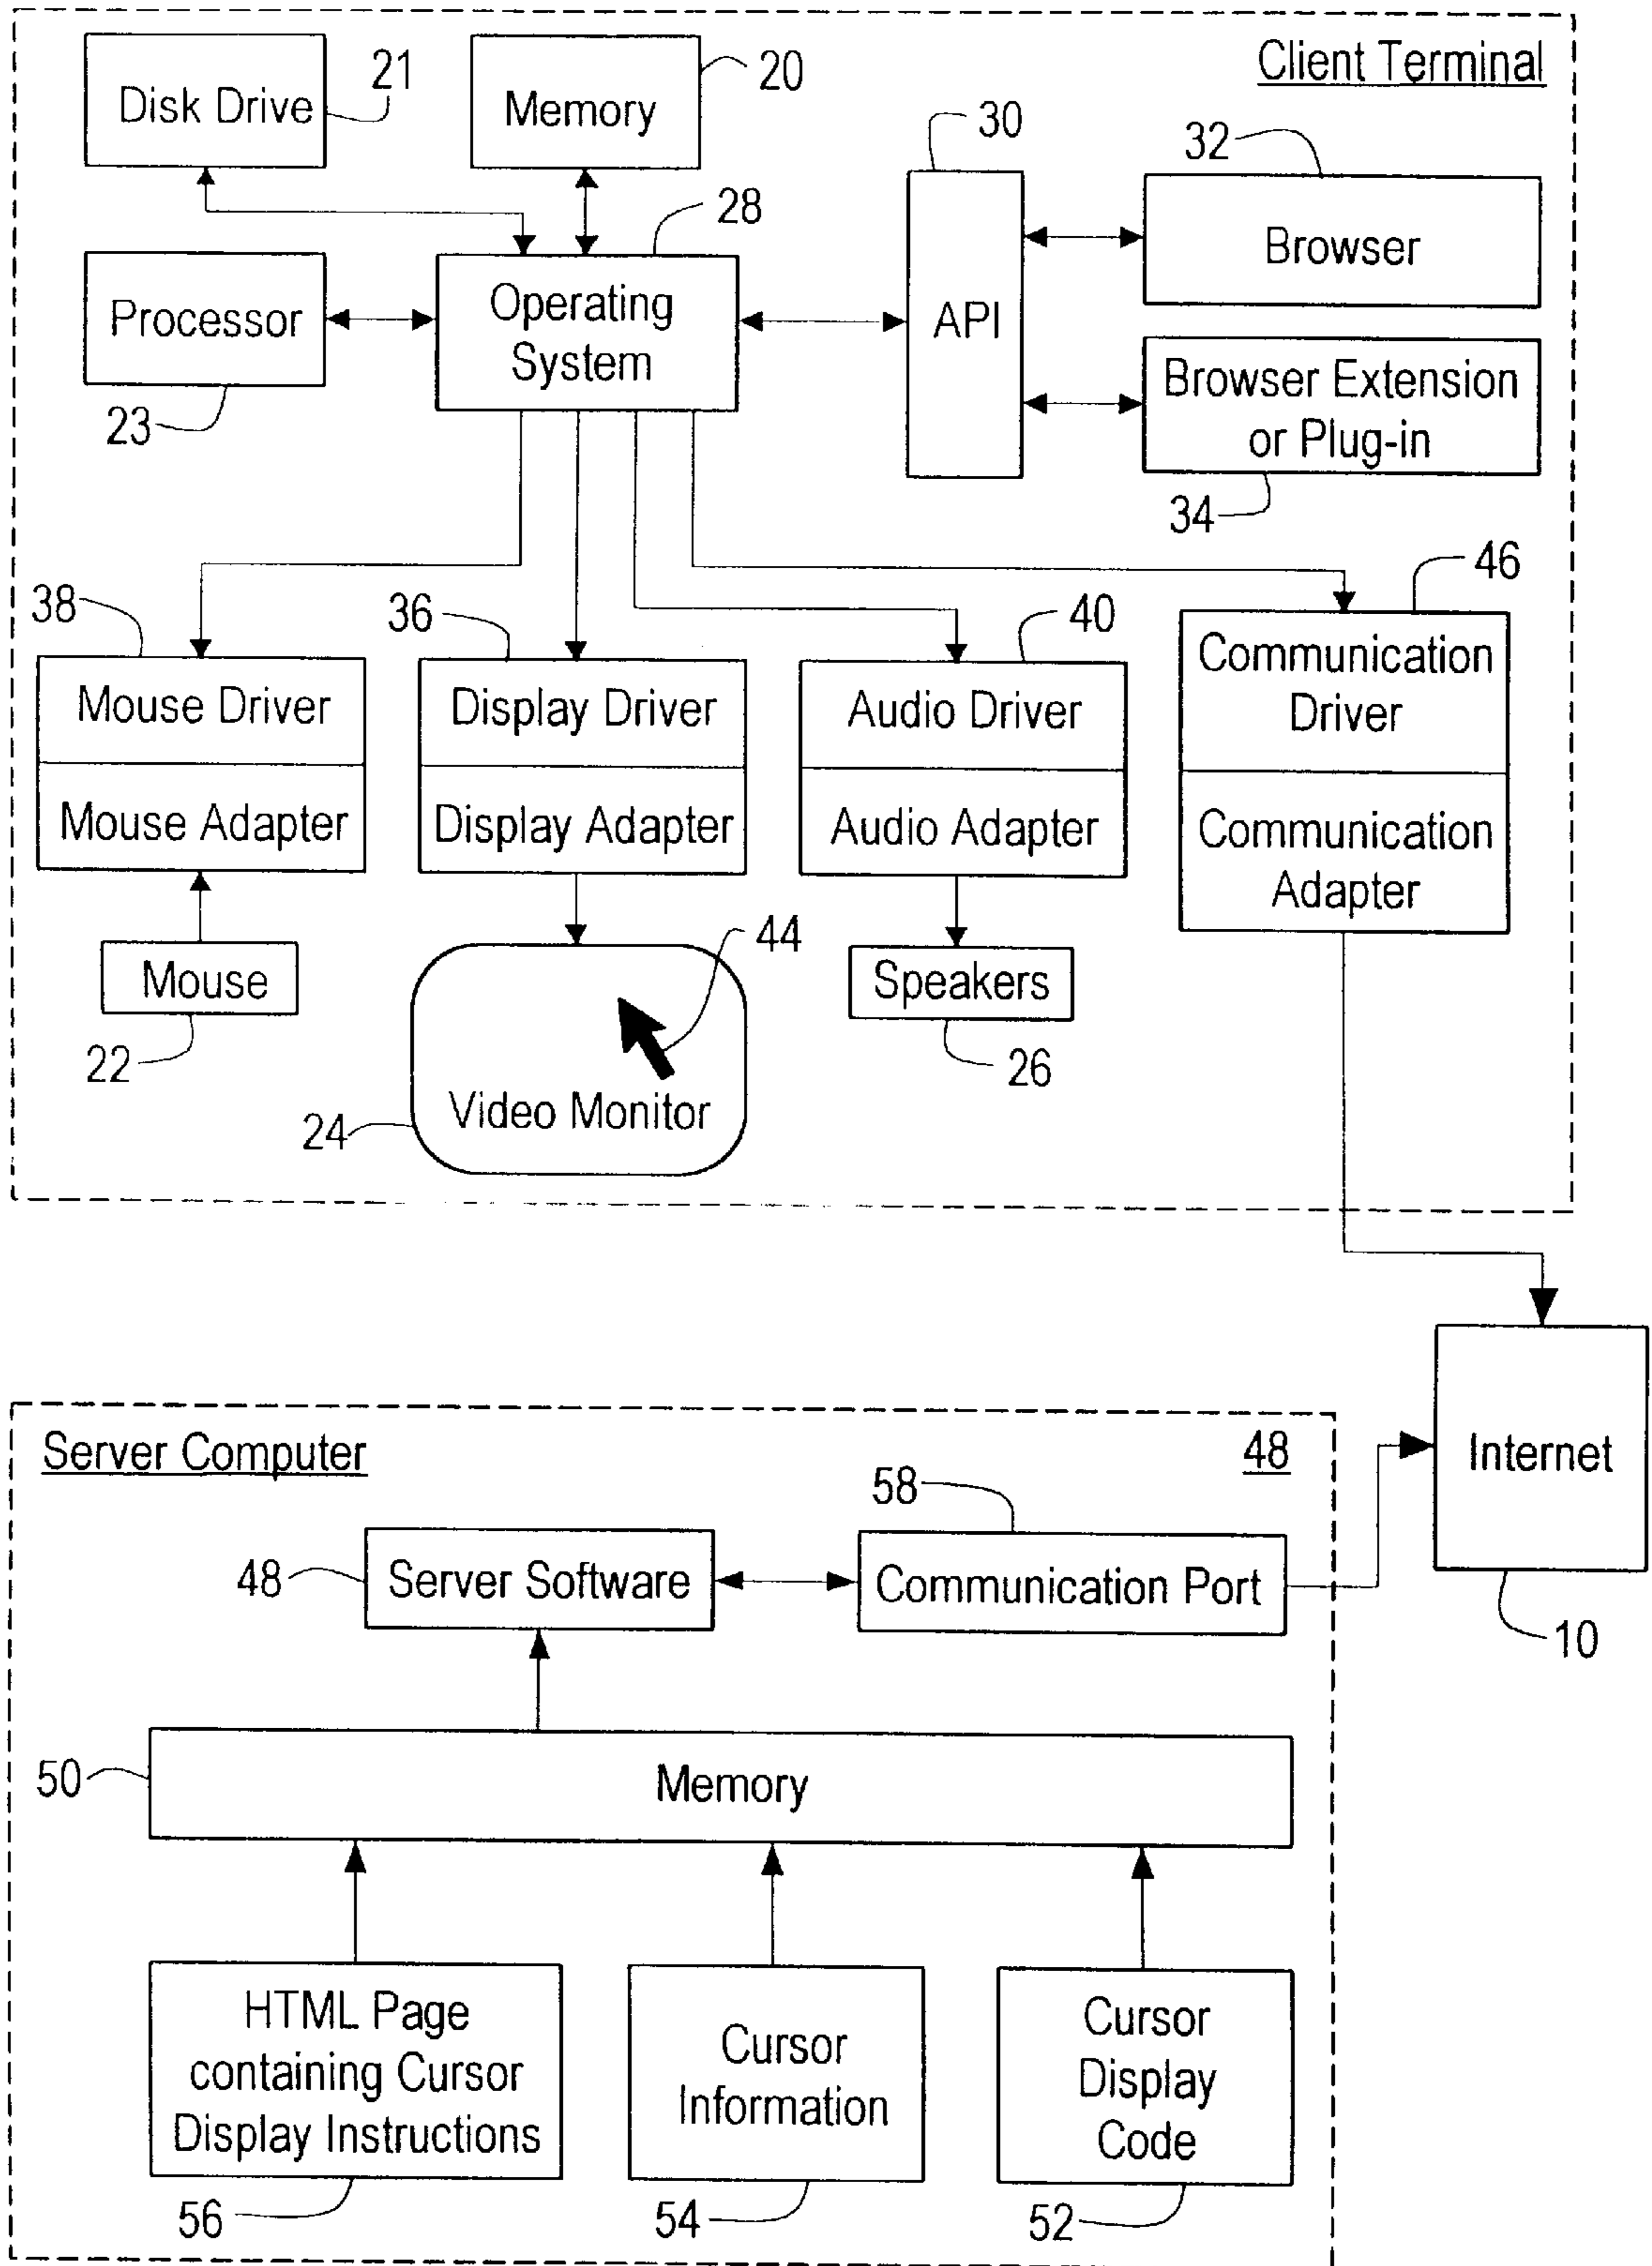 Client Terminal
Disk Drive
21
Memory
20
30
32
28
Processor
23
Operating
System
API
Browser
Browser Extension
or Plug-in
34
38
36
40
46
Mouse Driver
Mouse Adapter
Display Driver
Display Adapter
Audio Driver
Audio Adapter
Communication
Driver
Communication
Adapter
Mouse
22
44
Video Monitor
24
Speakers
26
Internet
10
Server Computer
48
58
48
Server Software
Communication Port
50
Memory
HTML Page
containing Cursor
Display Instructions
56
Cursor
Information
54
Cursor
Display
Code
52